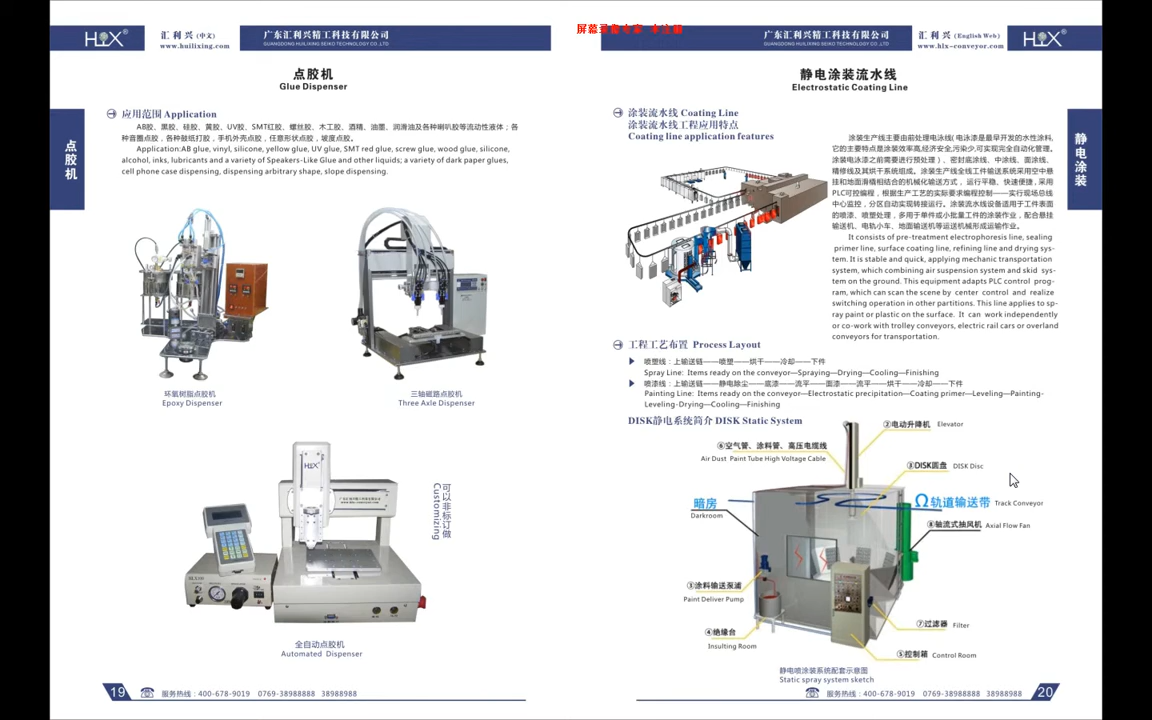 屏幕录像专家 未注册
HLX®
汇利兴(中文)
www.huilixing.com
广东汇利兴精工科技有限公司
GUANGDONG HUILIXING SEIKO TECHNOLOGY CO.,LTD
点胶机
点胶机
Glue Dispenser
应用范围 Application
AB胶、黑胶、硅胶、黄胶、UV胶、SMT红胶、螺丝胶、木工胶、酒精、油墨、润滑油及各种喇叭胶等流动性液体；各
种音圈点胶，各种鼓纸打胶，手机外壳点胶，任意形状点胶，坡度点胶。
Application:AB glue, vinyl, silicone, yellow glue, UV glue, SMT red glue, screw glue, wood glue, silicone,
alcohol, inks, lubricants and a variety of Speakers-Like Glue and other liquids; a variety of dark paper glues,
cell phone case dispensing, dispensing arbitrary shape, slope dispensing.
环氧树脂点胶机
Epoxy Dispenser
三轴磁路点胶机
Three Axle Dispenser
HLX
可以非标订做
Customizing
全自动点胶机
Automated Dispenser
19
服务热线：400-678-9019 0769-38988888 38988988
广东汇利兴精工科技有限公司
GUANGDONG HUILIXING SEIKO TECHNOLOGY CO.,LTD
汇利兴(English Web)
www.hlx-conveyor.com
HLX®
静电涂装
静电涂装流水线
Electrostatic Coating Line
涂装流水线 Coating Line
涂装流水线工程应用特点
Coating line application features
涂装生产线主要由前处理电泳线( 电泳漆是最早开发的水性涂料,
它的主要特点是涂装效率高,经济安全,污染少,可实现完全自动化管理。
涂装电泳漆之前需要进行预处理 ）、密封底涂线、中涂线、面涂线、
精修线及其烘干系统组成。涂装生产线全线工件输送系统采用空中悬
挂和地面滑橇相结合的机械化输送方式， 运行平稳、快速便捷 , 采用
PLC可控编程，根据生产工艺的实际要求编程控制——实行现场总线
中心监控，分区自动实现转接运行。涂装流水线设备适用于工件表面
的喷漆、喷塑处理，多用于单件或小批量工件的涂装作业，配合悬挂
输送机、电轨小车、地面输送机等运送机械形成运输作业。
It consists of pre-treatment electrophoresis line, sealing
primer line, surface coating line, refining line and drying sys-
tem. It is stable and quick, applying mechanic transportation
system, which combining air suspension system and skid sys-
tem on the ground. This equipment adapts PLC control prog-
ram, which can scan the scene by center control and realize
switching operation in other partitions. This line applies to sp-
ray paint or plastic on the surface. It can work independently
or co-work with trolley conveyors, electric rail cars or overland
conveyors for transportation.
工程工艺布置 Process Layout
喷塑线：上输送链——喷塑——烘干——冷却——下件
Spray Line: Items ready on the conveyor—Spraying—Drying—Cooling—Finishing
喷漆线：上输送链——静电除尘——底漆——流平——面漆——流平——烘干——冷却——下件
Painting Line: Items ready on the conveyor—Electrostatic precipitation—Coating primer—Leveling—Painting-
Leveling-Drying—Cooling—Finishing
DISK静电系统简介 DISK Static System
②电动升降机 Elevator
⑥空气管、涂料管、高压电缆线
Air Dust Paint Tube High Voltage Cable
③DISK圆盘 DISK Disc
暗房
Darkroom
Ω轨道输送带 Track Conveyor
⑧轴流式抽风机 Axial Flow Fan
①涂料输送泵浦
Paint Deliver Pump
④绝缘台
Insulting Room
⑦过滤器 Filter
⑤控制箱 Control Room
静电喷涂装系统配套示意图
Static spray system sketch
服务热线：400-678-9019 0769-38988888 38988988
20